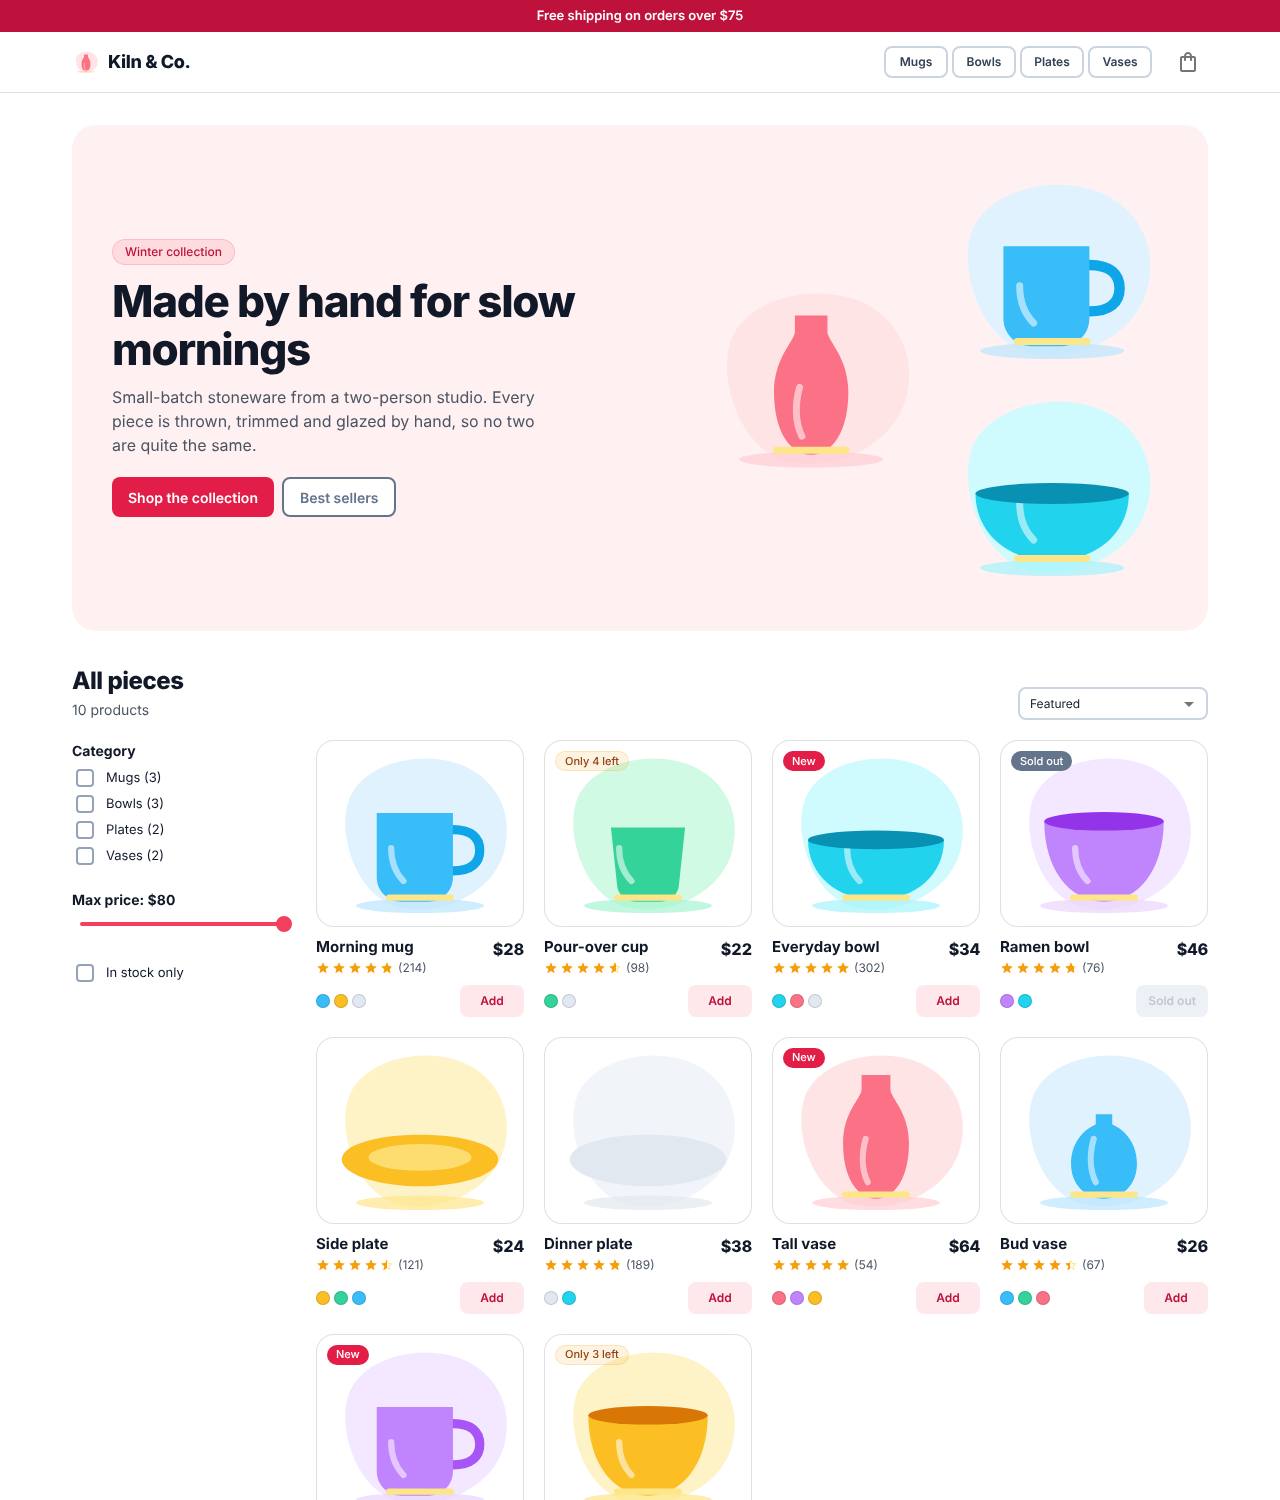 Free shipping on orders over $75
Kiln & Co.
Mugs
Bowls
Plates
Vases
Winter collection
Made by hand for slow
mornings
Small-batch stoneware from a two-person studio. Every
piece is thrown, trimmed and glazed by hand, so no two
are quite the same.
Shop the collection
Best sellers
All pieces
10 products
Featured
Category
Mugs (3)
Bowls (3)
Plates (2)
Vases (2)
Max price: $80
In stock only
Morning mug
$28
(214)
Add
Only 4 left
Pour-over cup
$22
(98)
Add
New
Everyday bowl
$34
(302)
Add
Sold out
Ramen bowl
$46
(76)
Sold out
Side plate
$24
(121)
Add
Dinner plate
$38
(189)
Add
New
Tall vase
$64
(54)
Add
Bud vase
$26
(67)
Add
New
Only 3 left